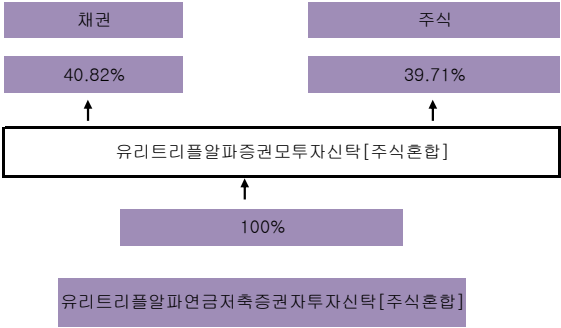 채권 주식
40.82% 39.71%
유리트리플알파증권모투자신탁[주식혼합]
100%
유리트리플알파연금저축증권자투자신탁[주식혼합]